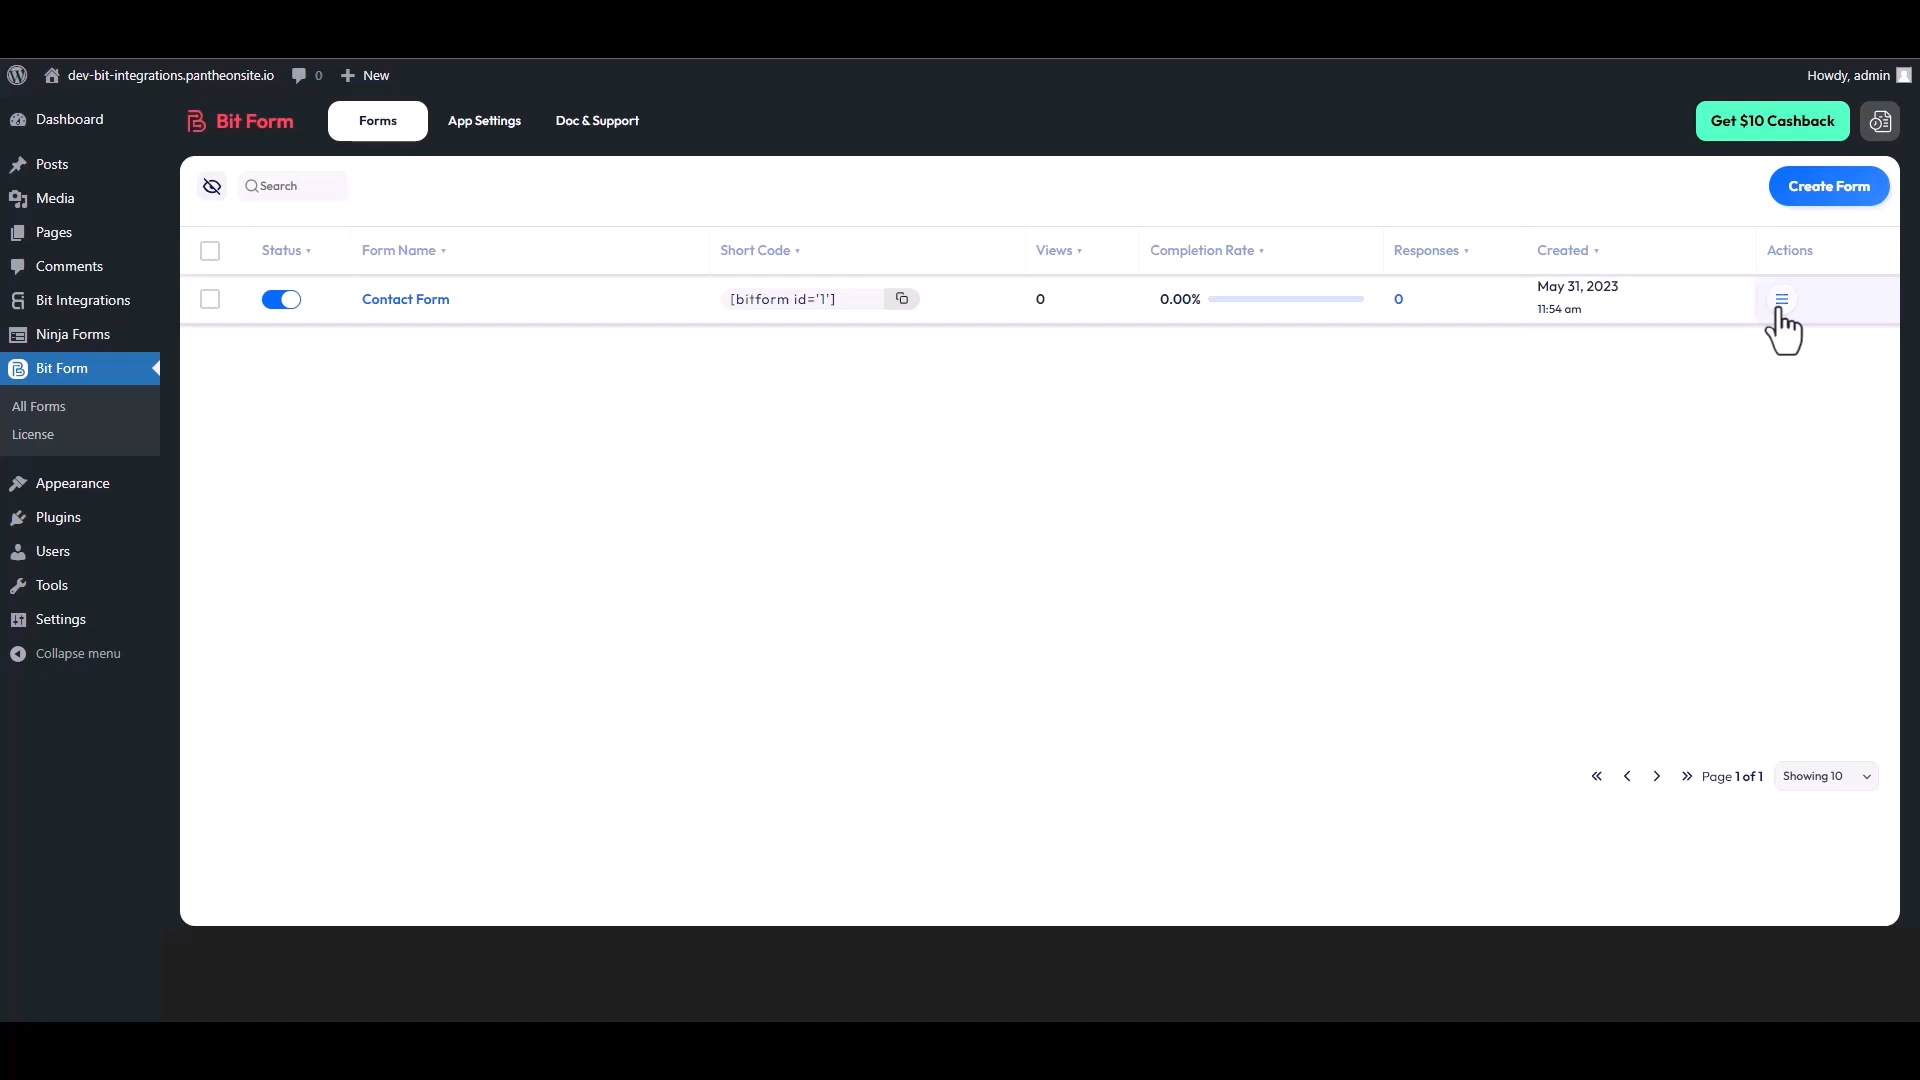 dev-bit-integrations.pantheonsite.io 0 New Howdy, admin
Dashboard
Posts
Media
Pages
Comments
Bit Integrations
Ninja Forms
Bit Form
All Forms
License
Appearance
Plugins
Users
Tools
Settings
Collapse menu
Bit Form Forms App Settings Doc & Support Get $10 Cashback
Search Create Form
Status Form Name Short Code Views Completion Rate Responses Created Actions
Contact Form [bitform id='1'] 0 0.00% 0 May 31, 2023
11:54 am
« ‹ › » Page 1 of 1 Showing 10